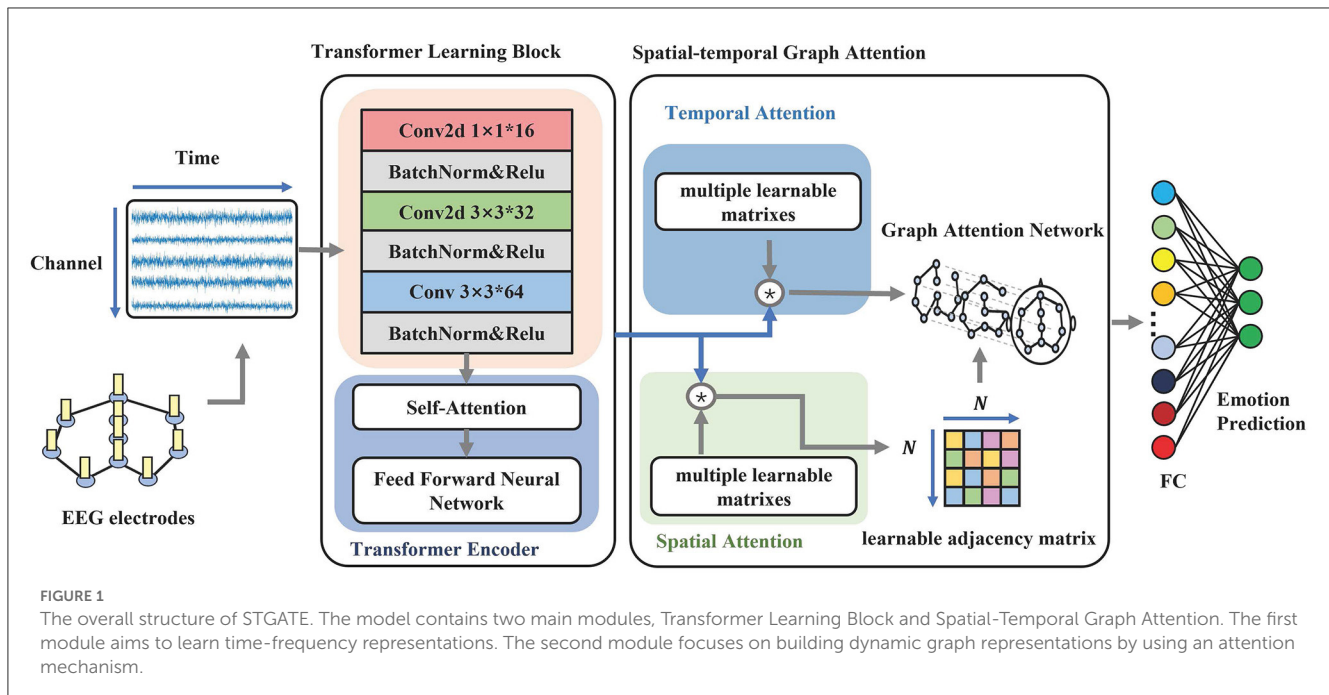 Transformer Learning Block
Spatial-temporal Graph Attention
Time
Channel
EEG electrodes
Conv2d 1×1*16
BatchNorm&Relu
Conv2d 3×3*32
BatchNorm&Relu
Conv 3×3*64
BatchNorm&Relu
Self-Attention
Feed Forward Neural
Network
Transformer Encoder
Temporal Attention
multiple learnable
matrixes
*
*
multiple learnable
matrixes
Spatial Attention
Graph Attention Network
N
N
learnable adjacency matrix
Emotion
Prediction
FC
FIGURE 1
The overall structure of STGATE. The model contains two main modules, Transformer Learning Block and Spatial-Temporal Graph Attention. The first
module aims to learn time-frequency representations. The second module focuses on building dynamic graph representations by using an attention
mechanism.